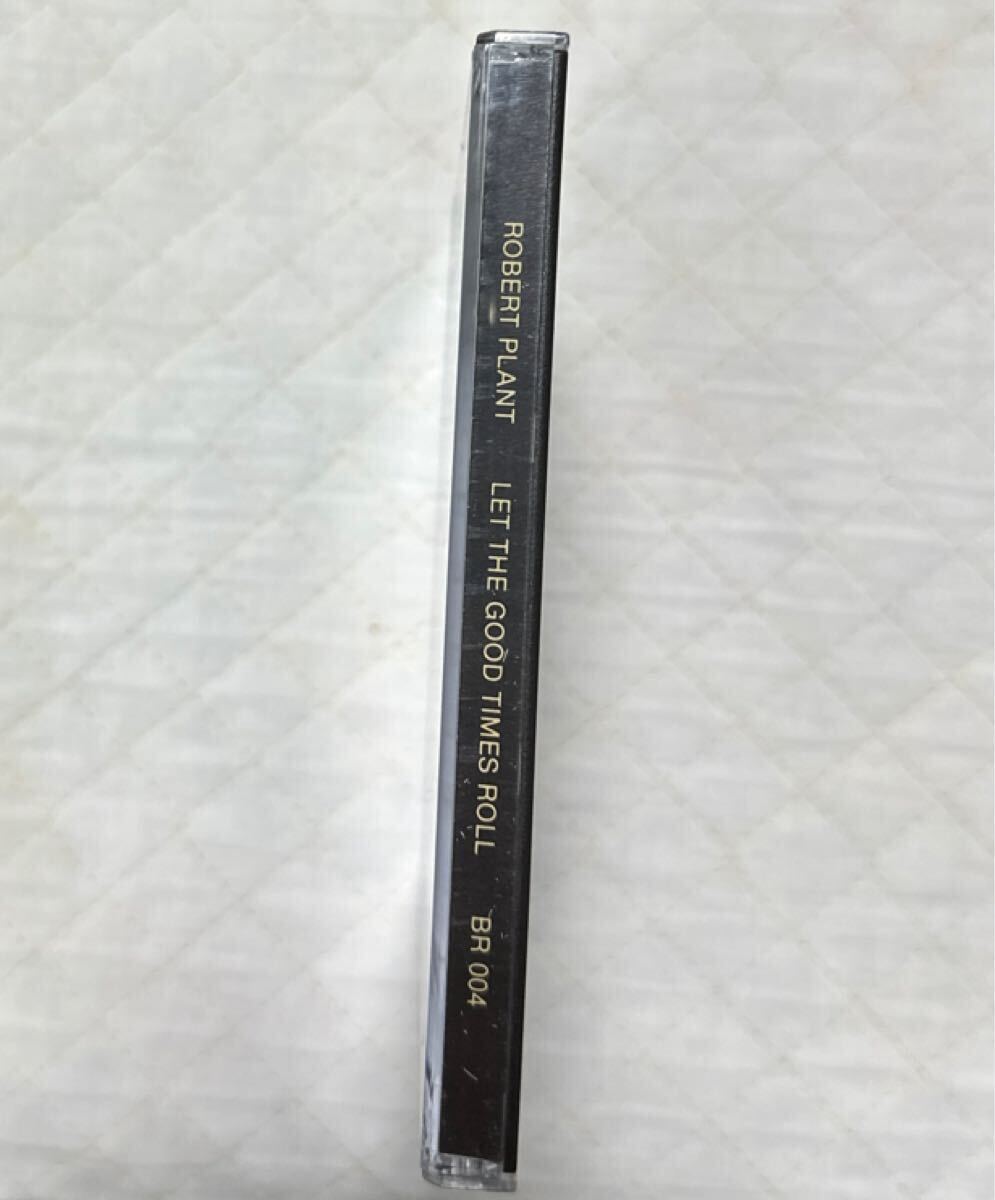 ROBERT PLANT LET THE GOOD TIMES ROLL BR 004